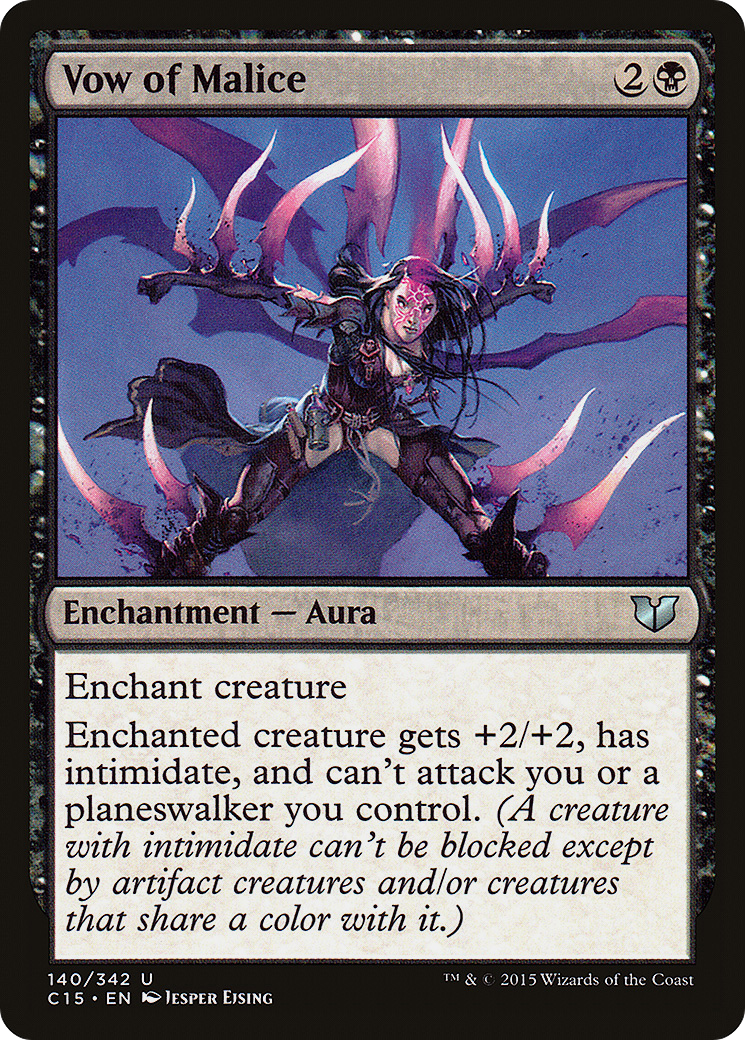 Vow of Malice 2
Enchantment — Aura
Enchant creature
Enchanted creature gets +2/+2, has
intimidate, and can't attack you or a
planeswalker you control. (A creature
with intimidate can't be blocked except
by artifact creatures and/or creatures
that share a color with it.)
140/342 U
™ & © 2015 Wizards of the Coast
C15 • EN Jesper Ejsing